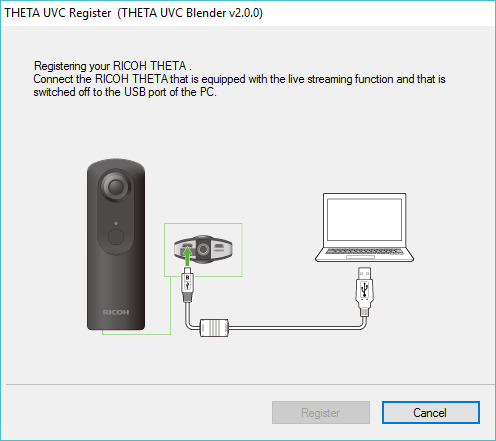 THETA UVC Register (THETA UVC Blender v2.0.0)
Registering your RICOH THETA .
Connect the RICOH THETA that is equipped with the live streaming function and that is
switched off to the USB port of the PC.
RICOH
Register
Cancel